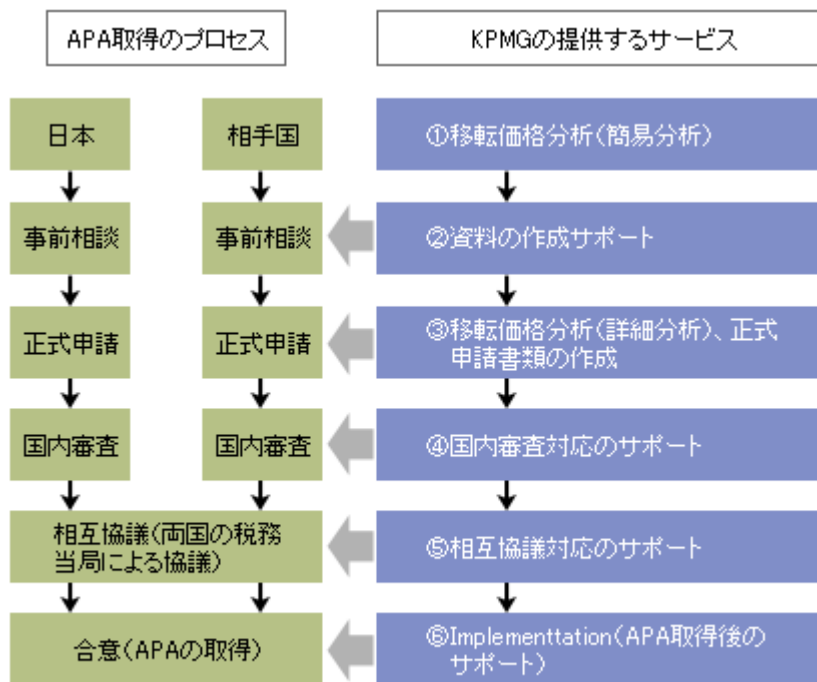 APA取得のプロセス
KPMGの提供するサービス
日本
相手国
①移転価格分析(簡易分析)
事前相談
事前相談
②資料の作成サポート
正式申請
正式申請
③移転価格分析(詳細分析)、正式
申請書類の作成
国内審査
国内審査
④国内審査対応のサポート
相互協議(両国の税務
当局による協議)
⑤相互協議対応のサポート
合意(APAの取得)
⑥Implementtation(APA取得後の
サポート)